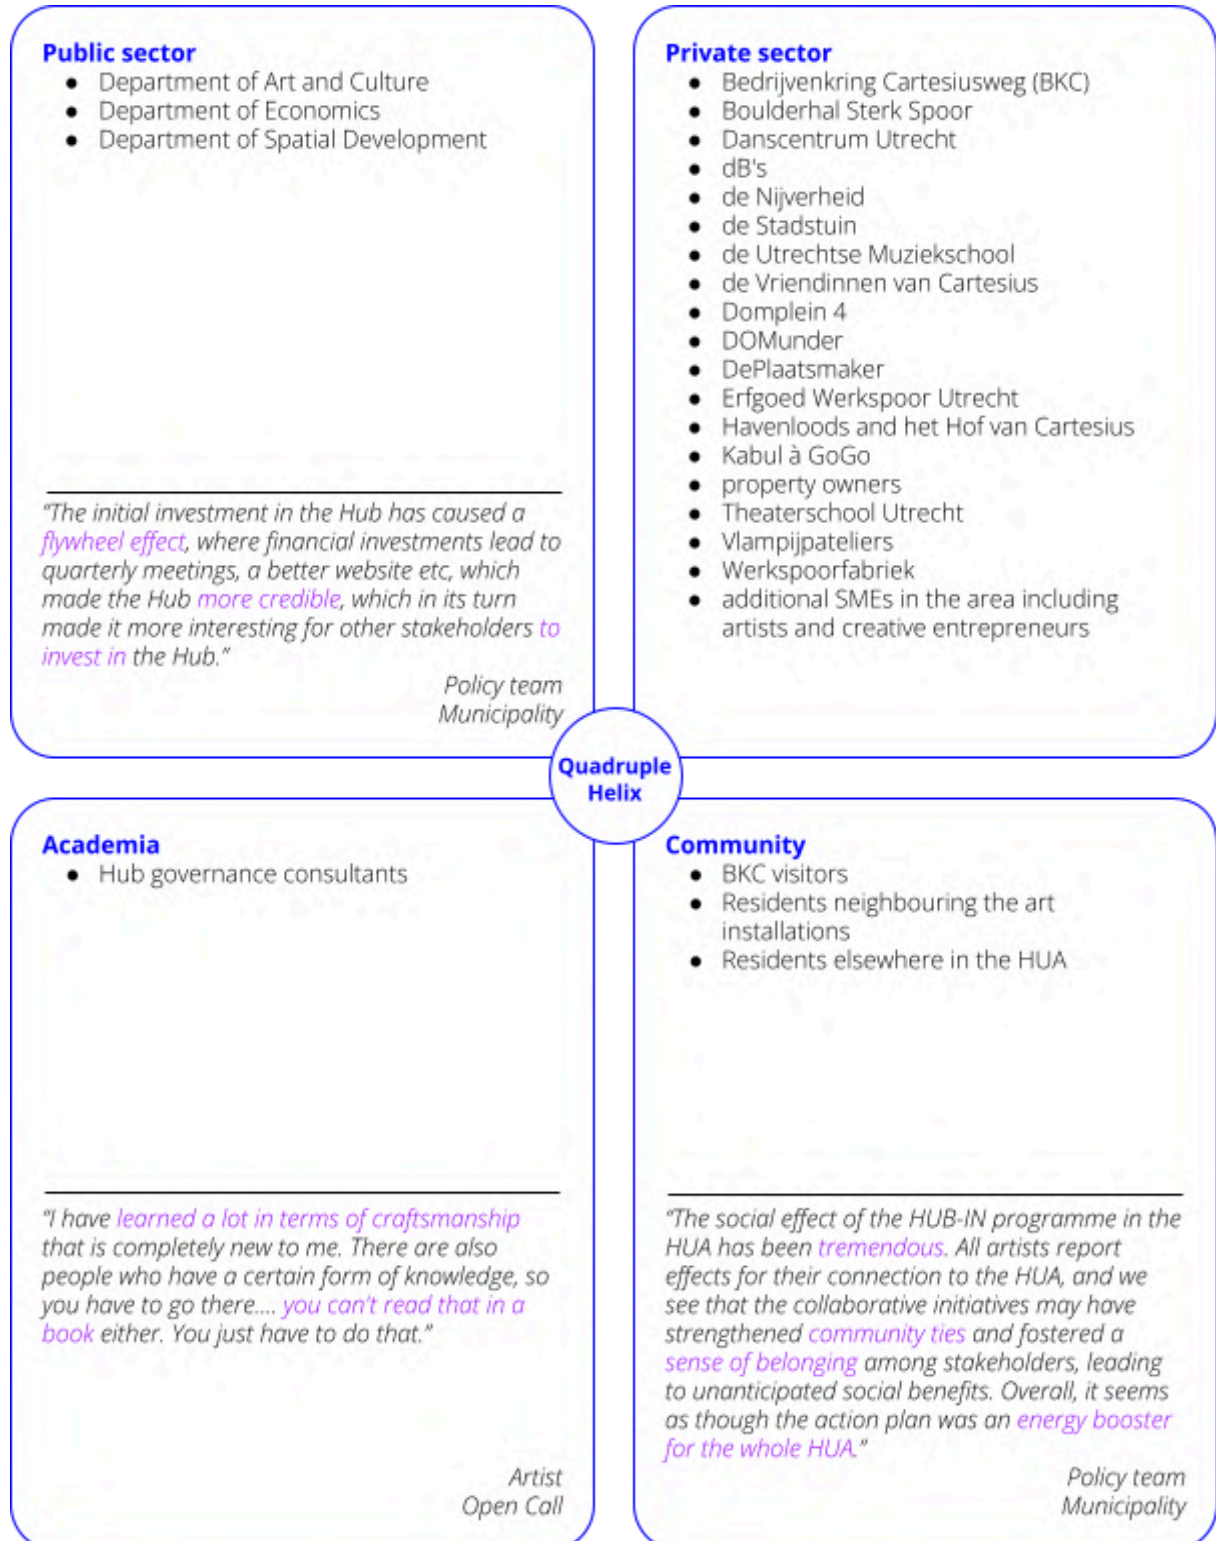 Public sector
● Department of Art and Culture
● Department of Economics
● Department of Spatial Development
“The initial investment in the Hub has caused a
flywheel effect, where financial investments lead to
quarterly meetings, a better website etc, which
made the Hub more credible, which in its turn
made it more interesting for other stakeholders to
invest in the Hub.”
Policy team
Municipality
Private sector
● Bedrijvenkring Cartesiusweg (BKC)
● Boulderhal Sterk Spoor
● Danscentrum Utrecht
● dB's
● de Nijverheid
● de Stadstuin
● de Utrechtse Muziekschool
● de Vriendinnen van Cartesius
● Domplein 4
● DOMunder
● DePlaatsmaker
● Erfgoed Werkspoor Utrecht
● Havenloods and het Hof van Cartesius
● Kabul à GoGo
● property owners
● Theaterschool Utrecht
● Vlampijpateliers
● Werkspoorfabriek
● additional SMEs in the area including
artists and creative entrepreneurs
Quadruple
Helix
Academia
● Hub governance consultants
“I have learned a lot in terms of craftsmanship
that is completely new to me. There are also
people who have a certain form of knowledge, so
you have to go there.... you can't read that in a
book either. You just have to do that.”
Artist
Open Call
Community
● BKC visitors
● Residents neighbouring the art
installations
● Residents elsewhere in the HUA
“The social effect of the HUB-IN programme in the
HUA has been tremendous. All artists report
effects for their connection to the HUA, and we
see that the collaborative initiatives may have
strengthened community ties and fostered a
sense of belonging among stakeholders, leading
to unanticipated social benefits. Overall, it seems
as though the action plan was an energy booster
for the whole HUA.”
Policy team
Municipality